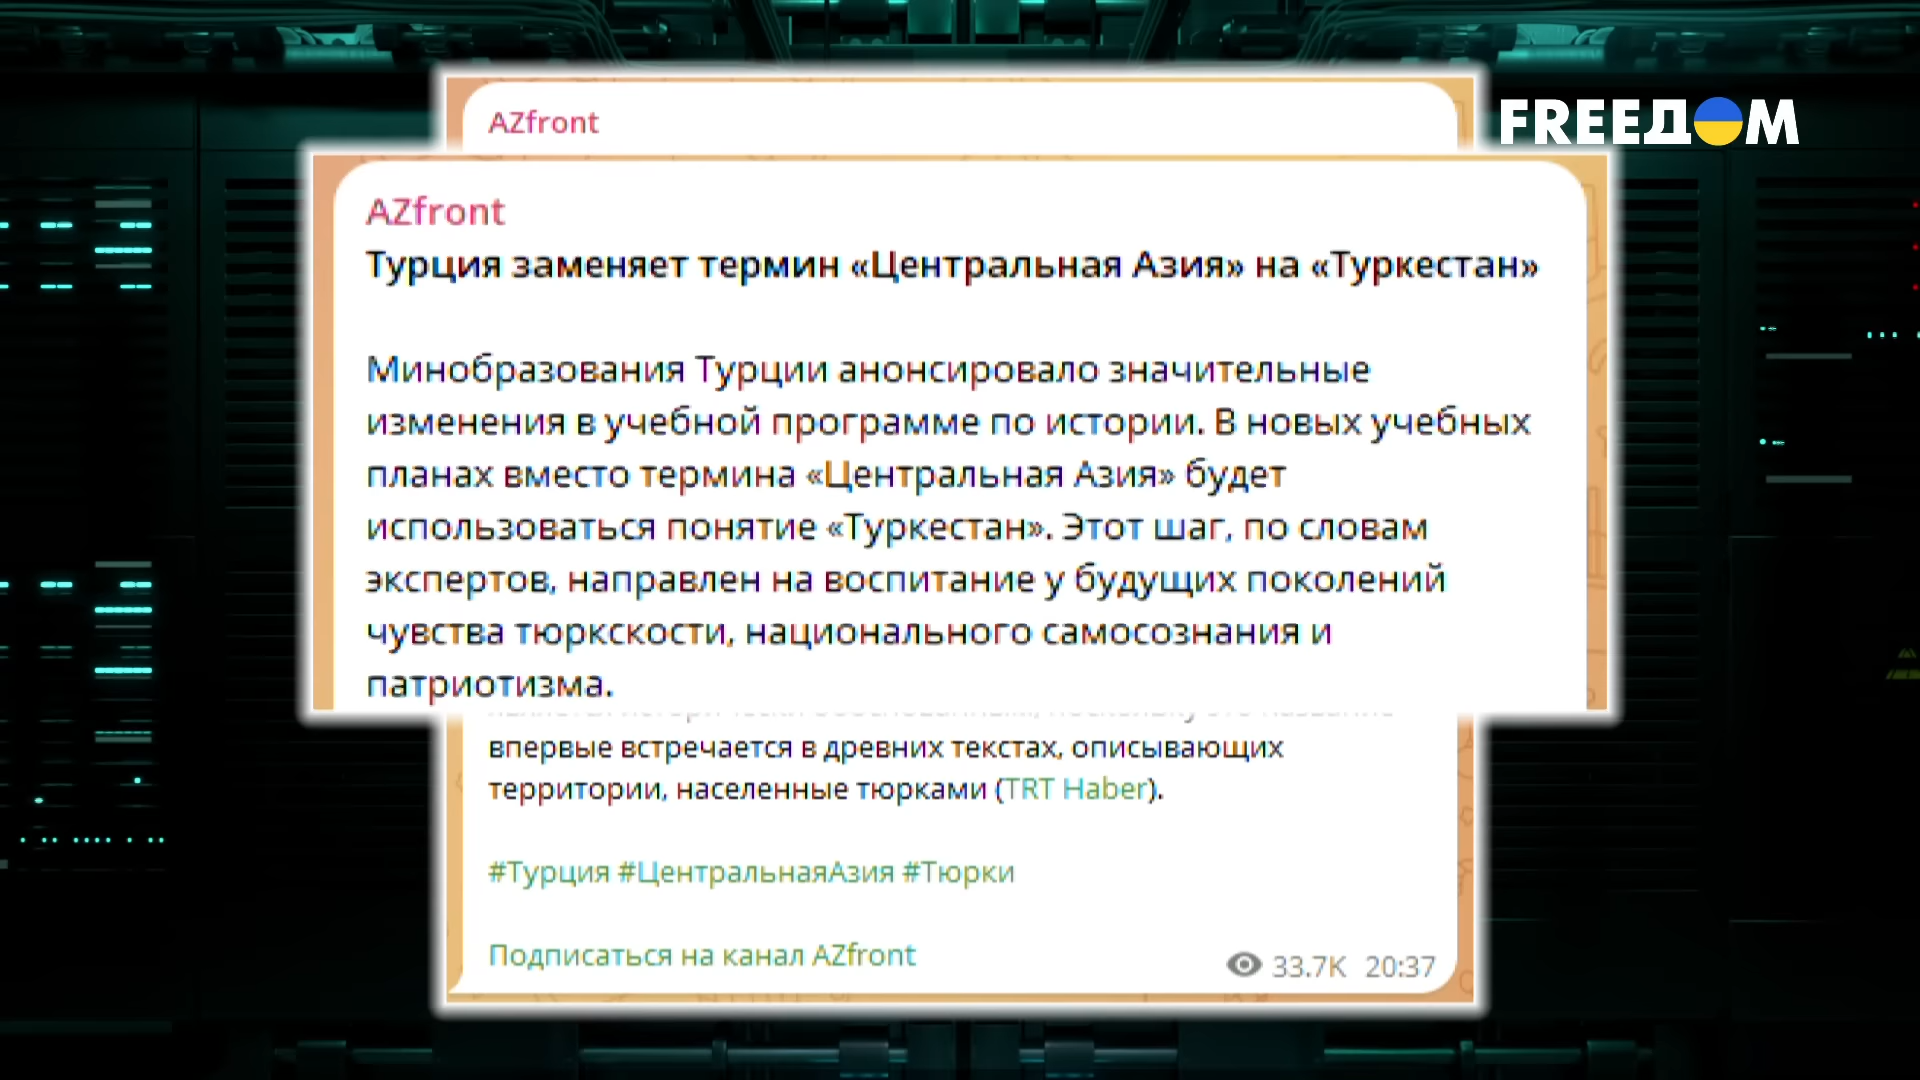 AZfront
FREEДОМ
AZfront
Турция заменяет термин «Центральная Азия» на «Туркестан»
Минобразования Турции анонсировало значительные
изменения в учебной программе по истории. В новых учебных
планах вместо термина «Центральная Азия» будет
использоваться понятие «Туркестан». Этот шаг, по словам
экспертов, направлен на воспитание у будущих поколений
чувства тюркскости, национального самосознания и
патриотизма.
впервые встречается в древних текстах, описывающих
территории, населенные тюрками (TRT Haber).
#Турция #ЦентральнаяАзия #Тюрки
Подписаться на канал AZfront
33.7K 20:37